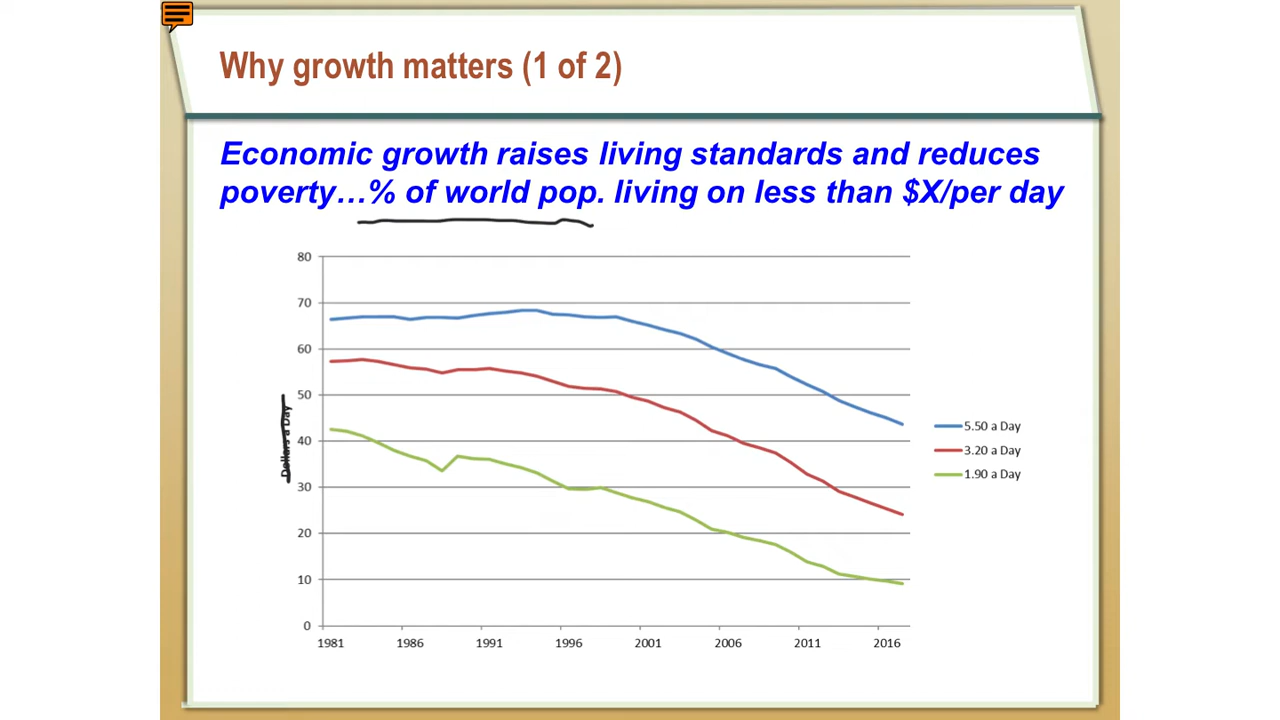 Why growth matters (1 of 2)
Economic growth raises living standards and reduces
poverty…% of world pop. living on less than $X/per day
80
70
60
50
40
30
20
10
0
Dollars a Day
1981 1986 1991 1996 2001 2006 2011 2016
5.50 a Day
3.20 a Day
1.90 a Day